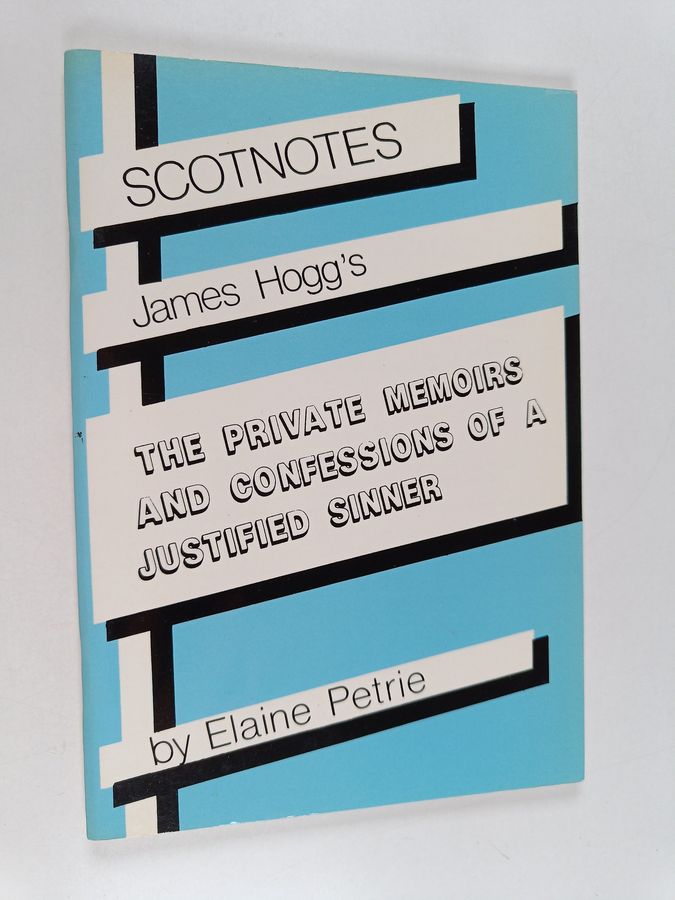 SCOTNOTES
James Hogg's
THE PRIVATE MEMOIRS
AND CONFESSIONS OF A
JUSTIFIED SINNER
by Elaine Petrie